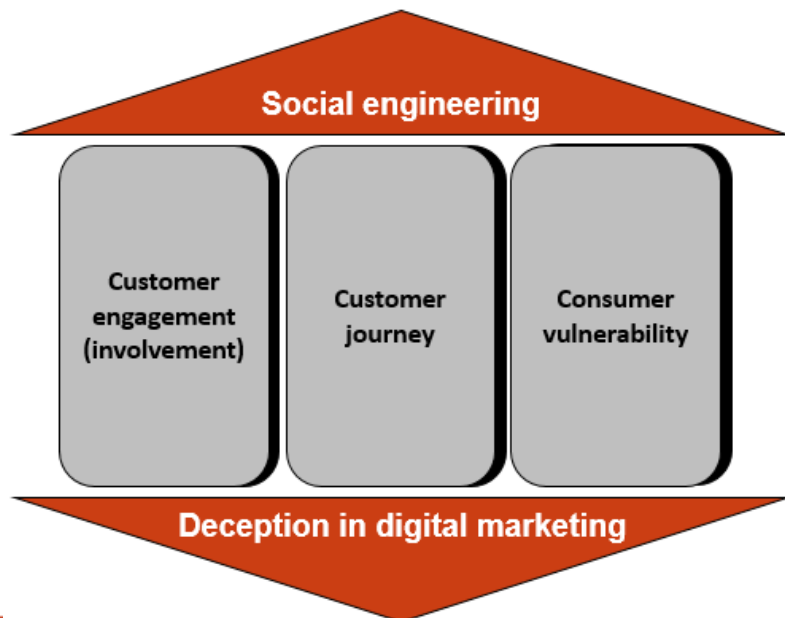 Social engineering
Customer
engagement
(involvement)
Customer
journey
Consumer
vulnerability
Deception in digital marketing